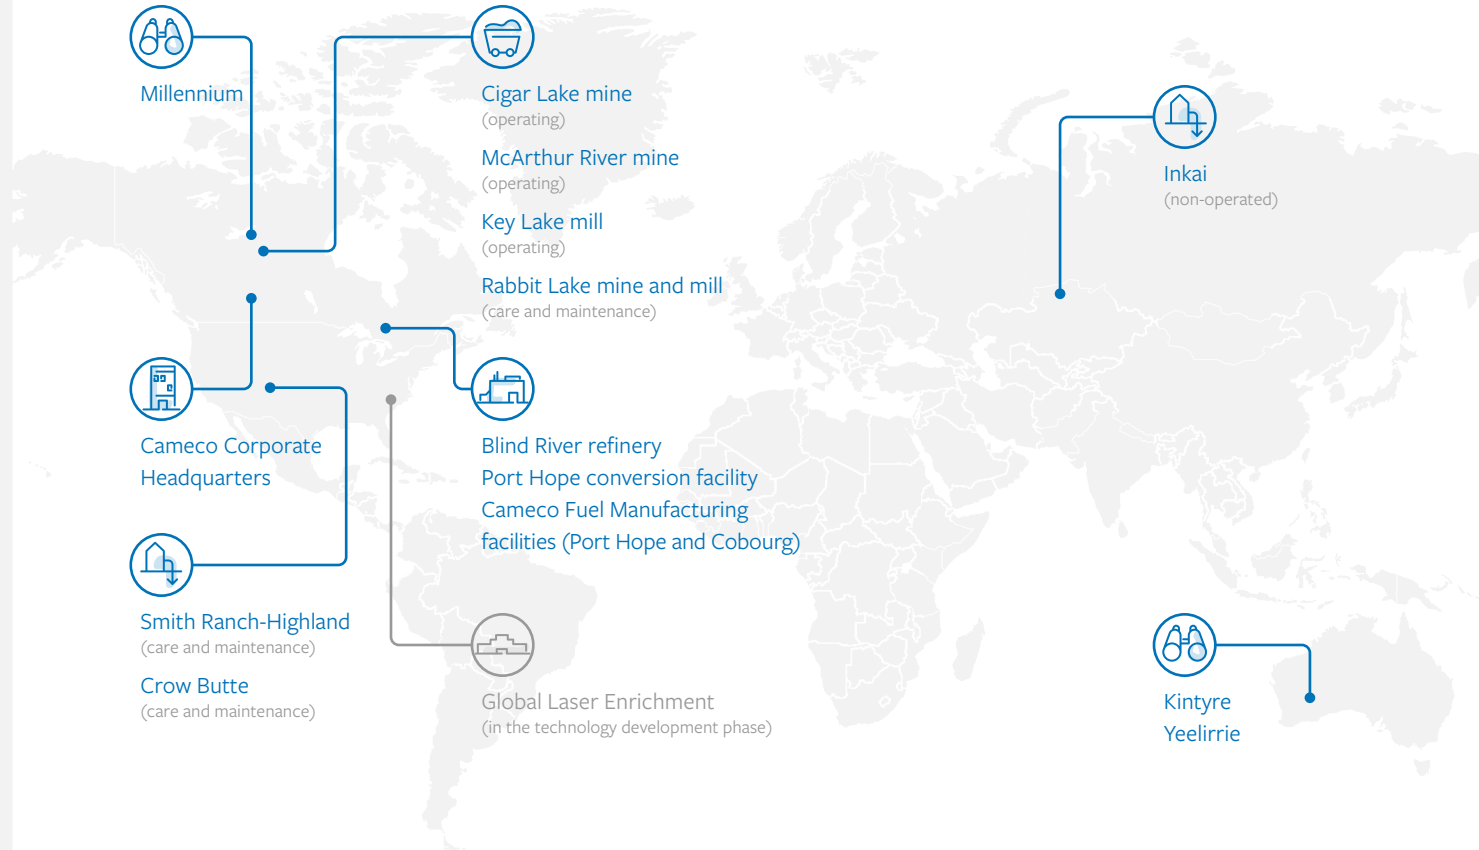 Millennium
Cigar Lake mine
(operating)
McArthur River mine
(operating)
Key Lake mill
(operating)
Rabbit Lake mine and mill
(care and maintenance)
Inkai
(non-operated)
Cameco Corporate
Headquarters
Blind River refinery
Port Hope conversion facility
Cameco Fuel Manufacturing
facilities (Port Hope and Cobourg)
Smith Ranch-Highland
(care and maintenance)
Crow Butte
(care and maintenance)
Global Laser Enrichment
(in the technology development phase)
Kintyre
Yeelirrie